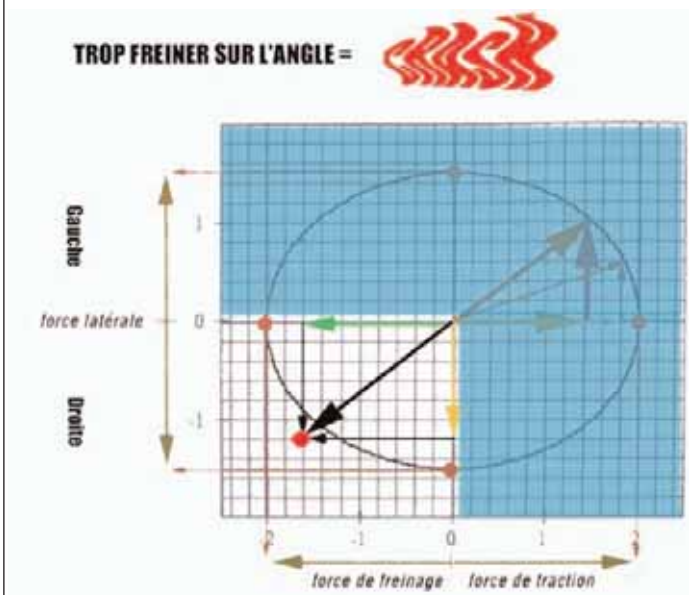 TROP FREINER SUR L'ANGLE = CRASH
Gauche
force latérale
Droite
1
0
-1
-2
-1
0
1
2
force de freinage
force de traction